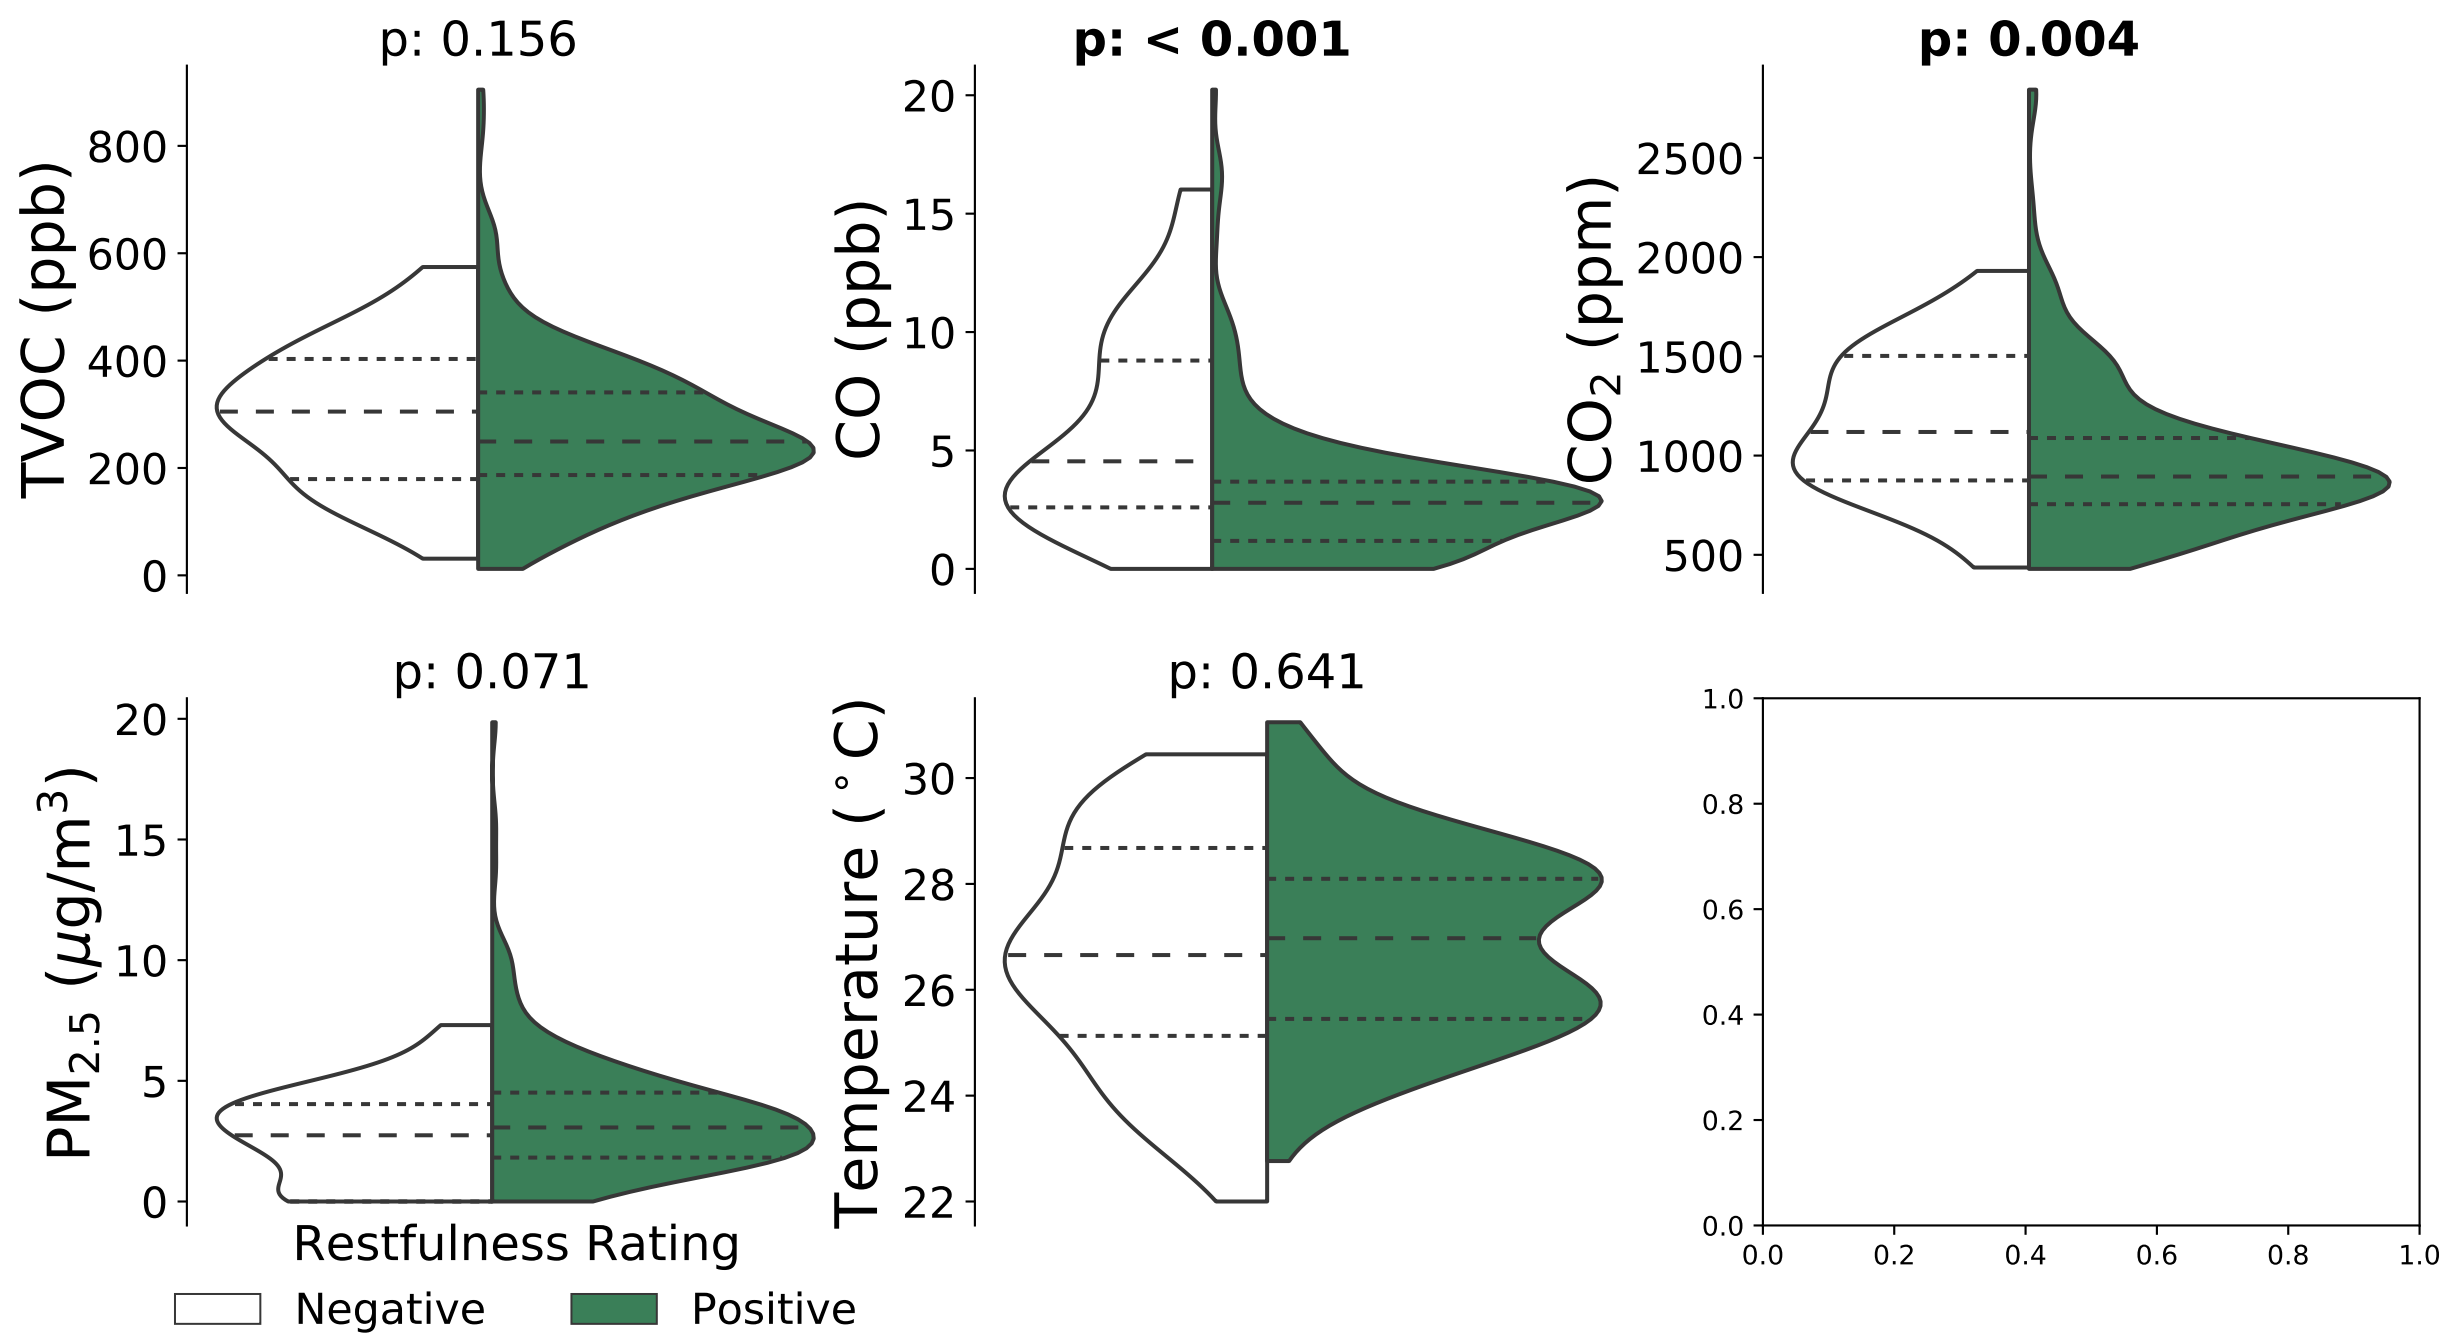 p: 0.156
TVOC (ppb)
800
600
400
200
0
p: < 0.001
CO (ppb)
20
15
10
5
0
p: 0.004
CO₂ (ppm)
2500
2000
1500
1000
500
p: 0.071
PM₂.₅ (μg/m³)
20
15
10
5
0
p: 0.641
Temperature (°C)
30
28
26
24
22
1.0
0.8
0.6
0.4
0.2
0.0
0.0 0.2 0.4 0.6 0.8 1.0
Restfulness Rating
Negative Positive